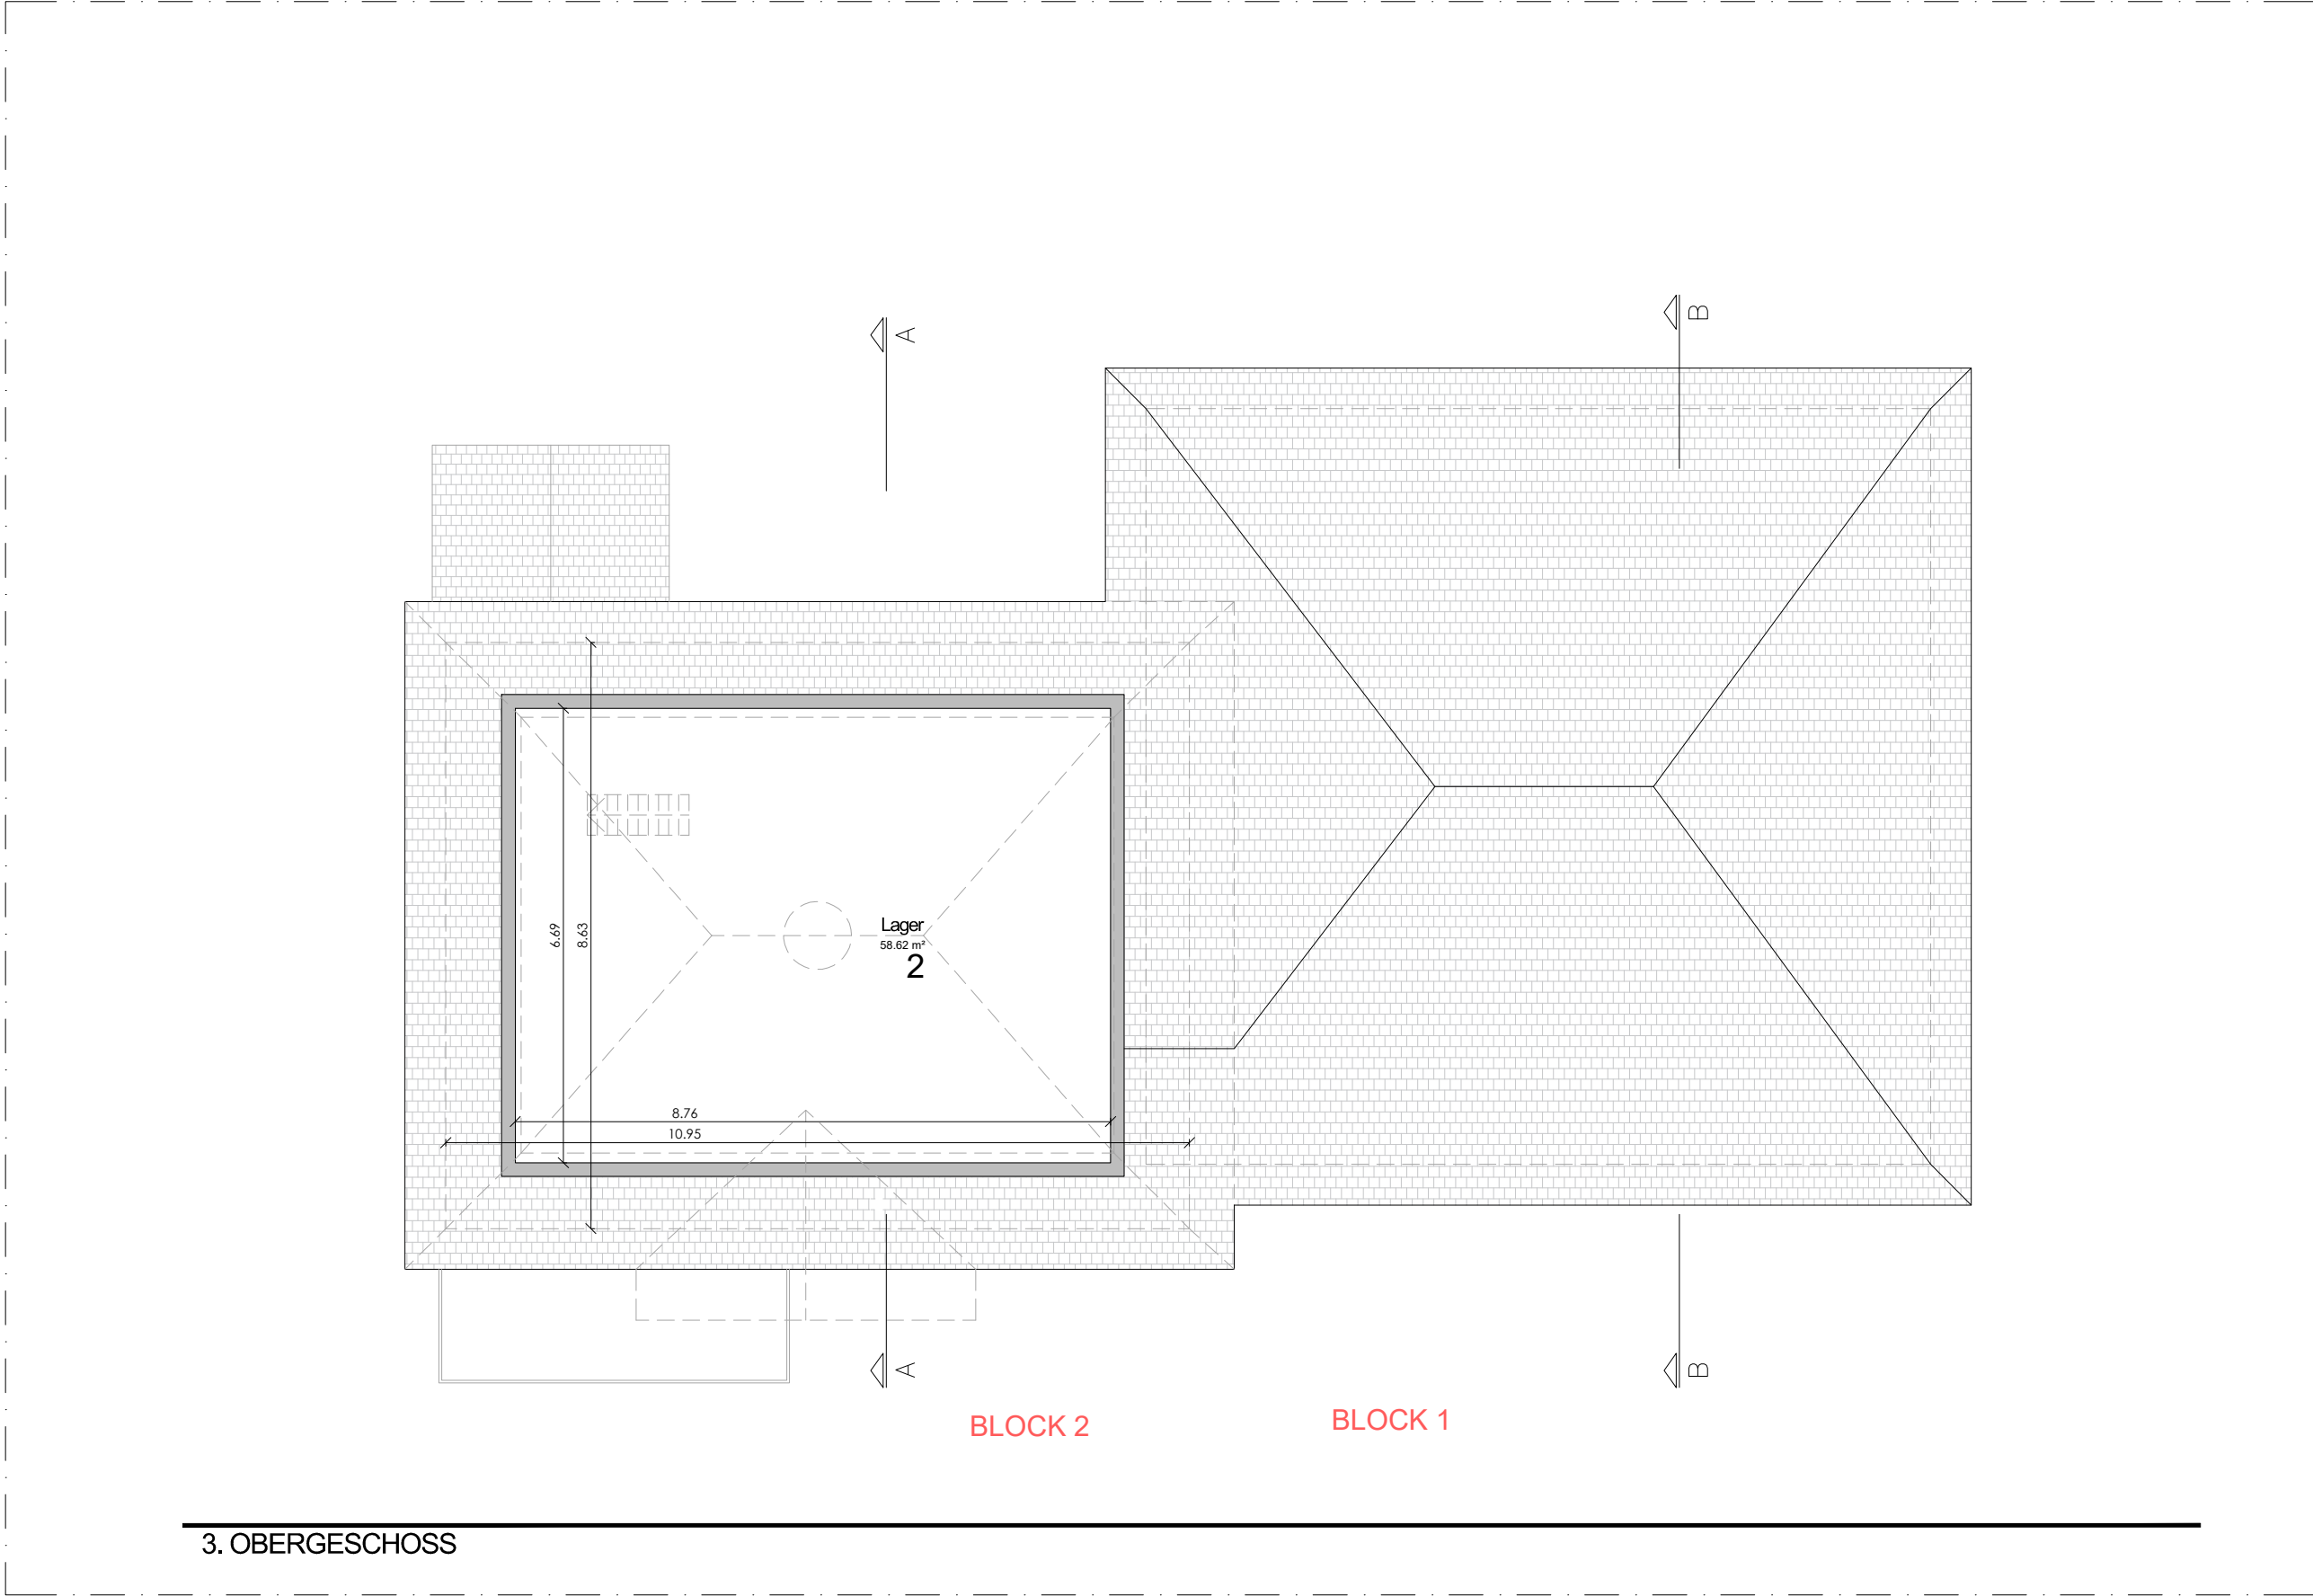 A
B
6.69
8.63
Lager
58.62 m²
2
8.76
10.95
A
B
BLOCK 2
BLOCK 1
3. OBERGESCHOSS